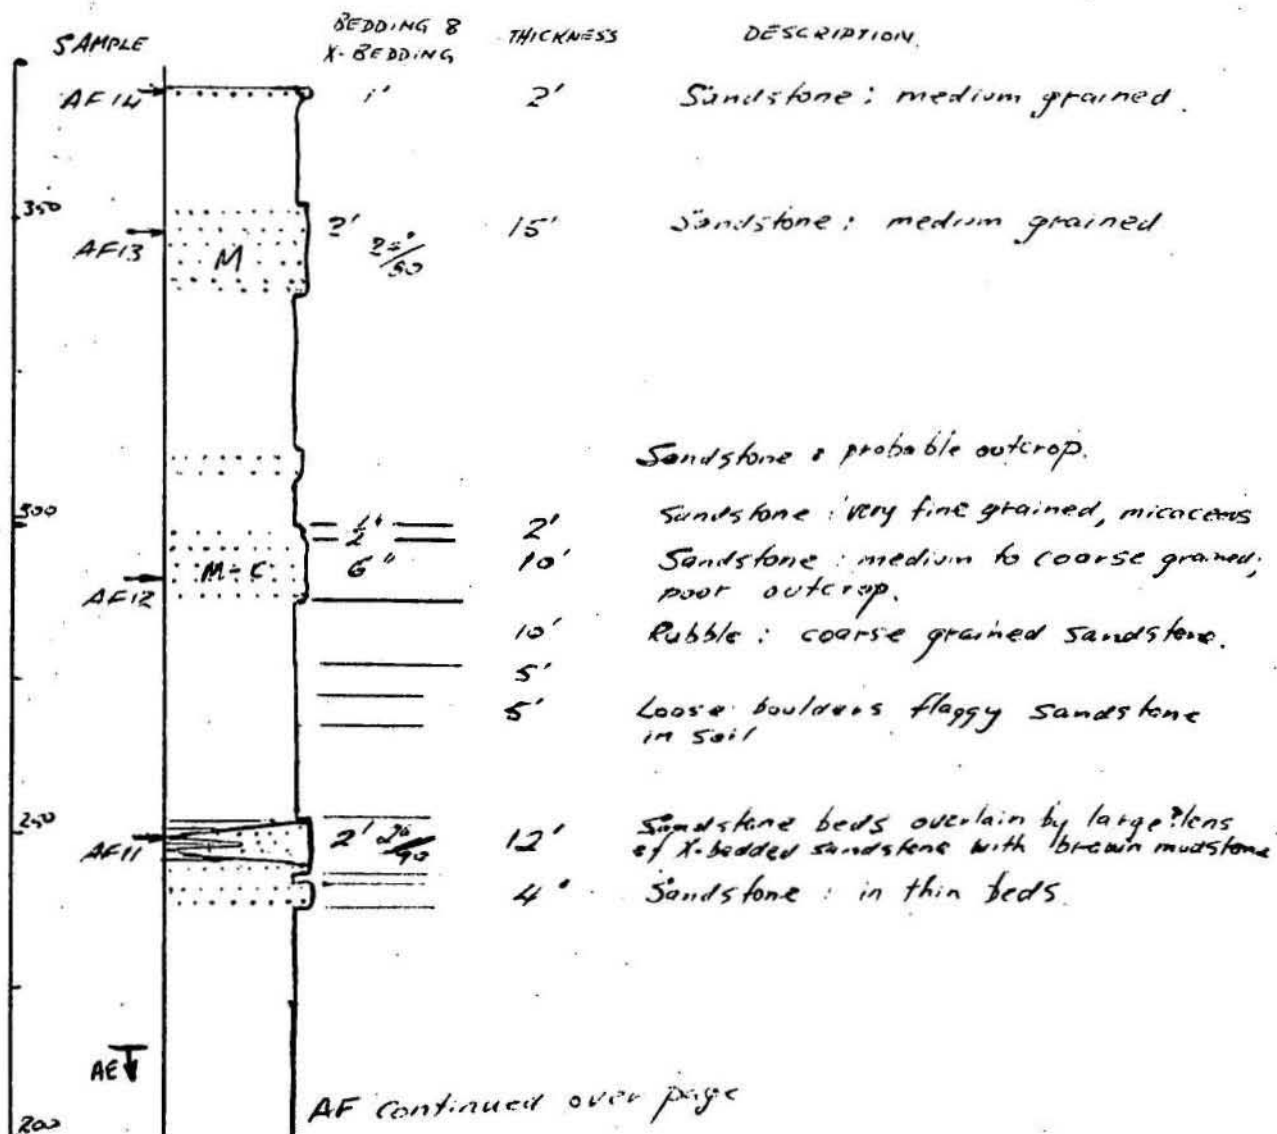 SAMPLE BEDDING & THICKNESS DESCRIPTION.
X-BEDDING
AF14 1' 2' Sandstone : medium grained.
350
AF13 M 2' 15' Sandstone : medium grained
Sandstone : probable outcrop.
300 2' Sandstone : very fine grained, micaceous
M-C 6" 10' Sandstone : medium to coarse grained;
AF12 poor outcrop.
10' Rubble : coarse grained sandstone.
5'
5' Loose boulders flaggy sandstone
in soil
250
AF11 2' 12' Sandstone beds overlain by large ?lens
of X-bedded sandstone with brown mudstone
4' Sandstone : in thin beds.
AE
AF continued over page
200